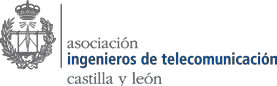 asociación
ingenieros de telecomunicación
castilla y león